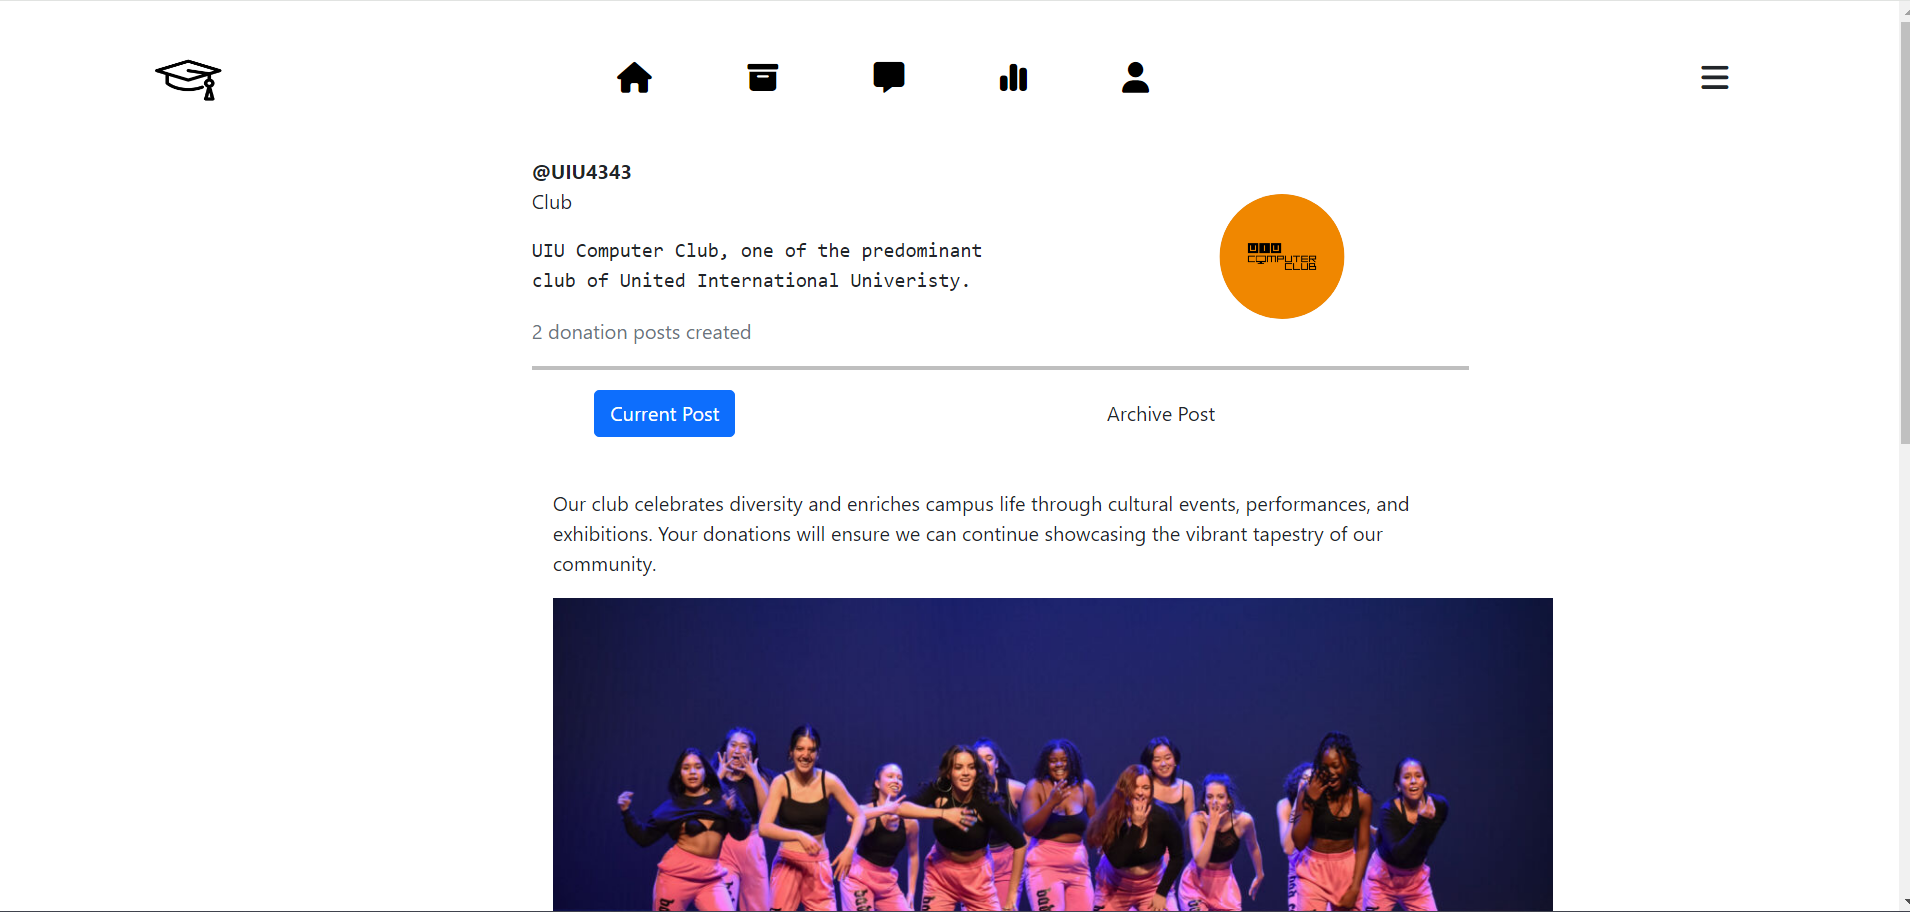 @UIU4343
Club
UIU Computer Club, one of the predominant
club of United International Univeristy.
UIU
COMPUTER
CLUB
2 donation posts created
Current Post
Archive Post
Our club celebrates diversity and enriches campus life through cultural events, performances, and
exhibitions. Your donations will ensure we can continue showcasing the vibrant tapestry of our
community.